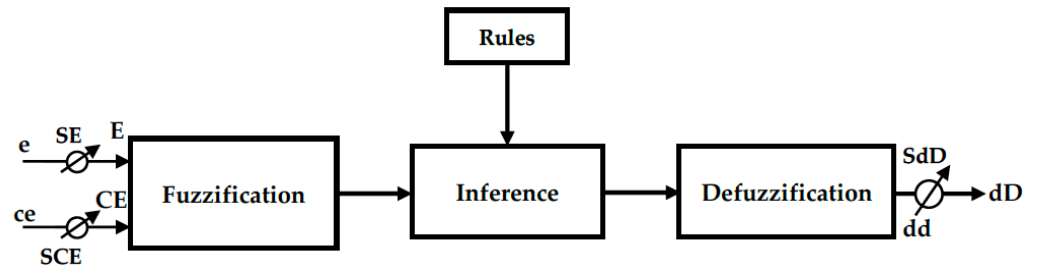 Rules
e
SE
E
ce
CE
SCE
Fuzzification
Inference
Defuzzification
SdD
dd
dD